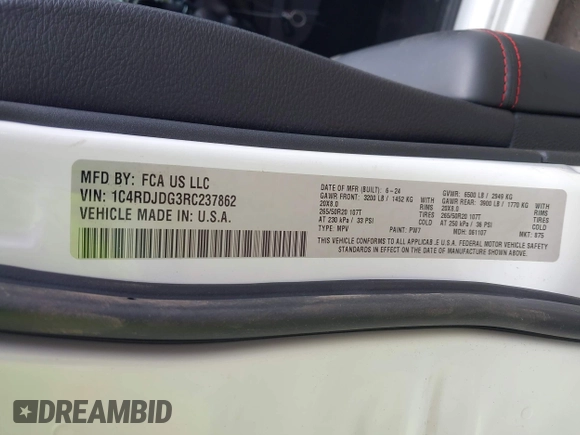 MFD BY: FCA US LLC
VIN: 1C4RDJDG3RC237862
VEHICLE MADE IN: U.S.A.
DATE OF MFR (BUILT): 6-24 GVWR: 6500 LB / 2949 KG
GAWR FRONT: 3200 LB / 1452 KG WITH TIRES RIMS GAWR REAR: 3900 LB / 1770 KG WITH TIRES RIMS
20X8.0 20X8.0
265/50R20 107T 265/50R20 107T
AT 230 kPa / 33 PSI COLD AT 250 kPa / 36 PSI COLD
TYPE: MPV PAINT: PW7 MDH: 061107 MKT: 075
THIS VEHICLE CONFORMS TO ALL APPLICAB.E U.S.A. FEDERAL MOTOR VEHICLE SAFETY
STANDARDS IN EFFECT ON THE DATE OF MANUFACTURE SHOWN ABOVE.
DREAMBID